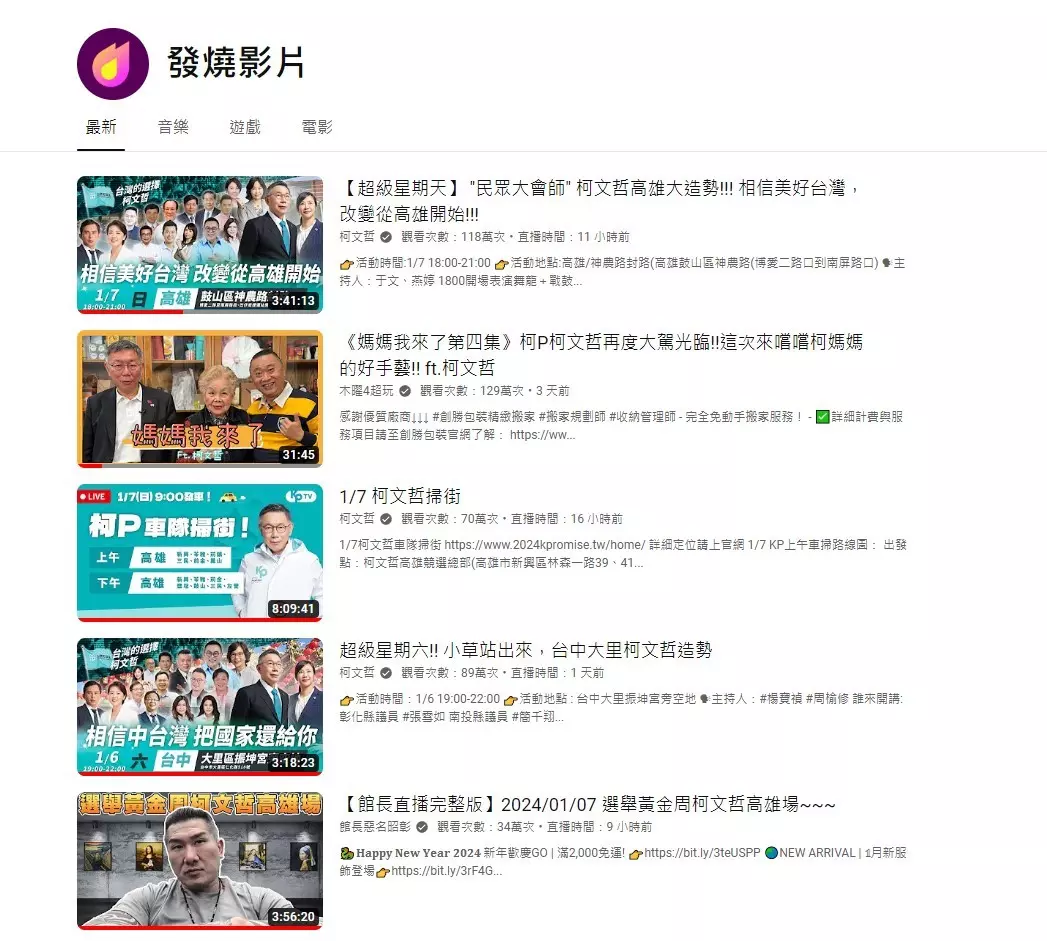 發燒影片
最新
音樂
遊戲
電影
台灣的選擇
柯文哲
相信美好台灣 改變從高雄開始
1/7
日
高雄
鼓山區神農路
18:00-21:00
3:41:13
【超級星期天】 "民眾大會師" 柯文哲高雄大造勢!!! 相信美好台灣，
改變從高雄開始!!!
柯文哲 觀看次數：118萬次・直播時間：11 小時前
👉活動時間:1/7 18:00-21:00 👉活動地點:高雄/神農路封路(高雄鼓山區神農路(博愛二路口到南屏路口) 🗣主
持人：于文、燕婷 1800開場表演舞龍 + 戰鼓...
媽媽我來了
Ft. 柯文哲
31:45
《媽媽我來了第四集》柯P柯文哲再度大駕光臨!!這次來嚐嚐柯媽媽
的好手藝!! ft.柯文哲
木曜4超玩 觀看次數：129萬次・3 天前
感謝優質廠商↓↓↓ #創勝包裝精緻搬家 #搬家規劃師 #收納管理師 - 完全免動手搬家服務！ - ✅詳細計費與服
務項目請至創勝包裝官網了解： https://ww...
LIVE
1/7(日) 9:00發車！
KPTV
柯P車隊掃街！
上午
高雄
下午
高雄
8:09:41
1/7 柯文哲掃街
柯文哲 觀看次數：70萬次・直播時間：16 小時前
1/7柯文哲車隊掃街 https://www.2024kpromise.tw/home/ 詳細定位請上官網 1/7 KP上午車掃路線圖： 出發
點：柯文哲高雄競選總部(高雄市新興區林森一路39、41...
台灣的選擇
柯文哲
相信中台灣 把國家還給你
1/6
六
台中
大里區振坤宮
19:00-22:00
3:18:23
超級星期六!! 小草站出來，台中大里柯文哲造勢
柯文哲 觀看次數：89萬次・直播時間：1 天前
👉活動時間：1/6 19:00-22:00 👉活動地點 : 台中大里振坤宮旁空地 🗣主持人：#楊寶楨 #周榆修 誰來開講:
彰化縣議員 #張雪如 南投縣議員 #簡千翔...
選舉黃金周柯文哲高雄場
3:56:20
【館長直播完整版】2024/01/07 選舉黃金周柯文哲高雄場~~~
館長惡名昭彰 觀看次數：34萬次・直播時間：9 小時前
🐉Happy New Year 2024 新年歡慶GO | 滿2,000免運! 👉https://bit.ly/3teUSPP 🌏NEW ARRIVAL | 1月新服
飾登場👉https://bit.ly/3rF4G...